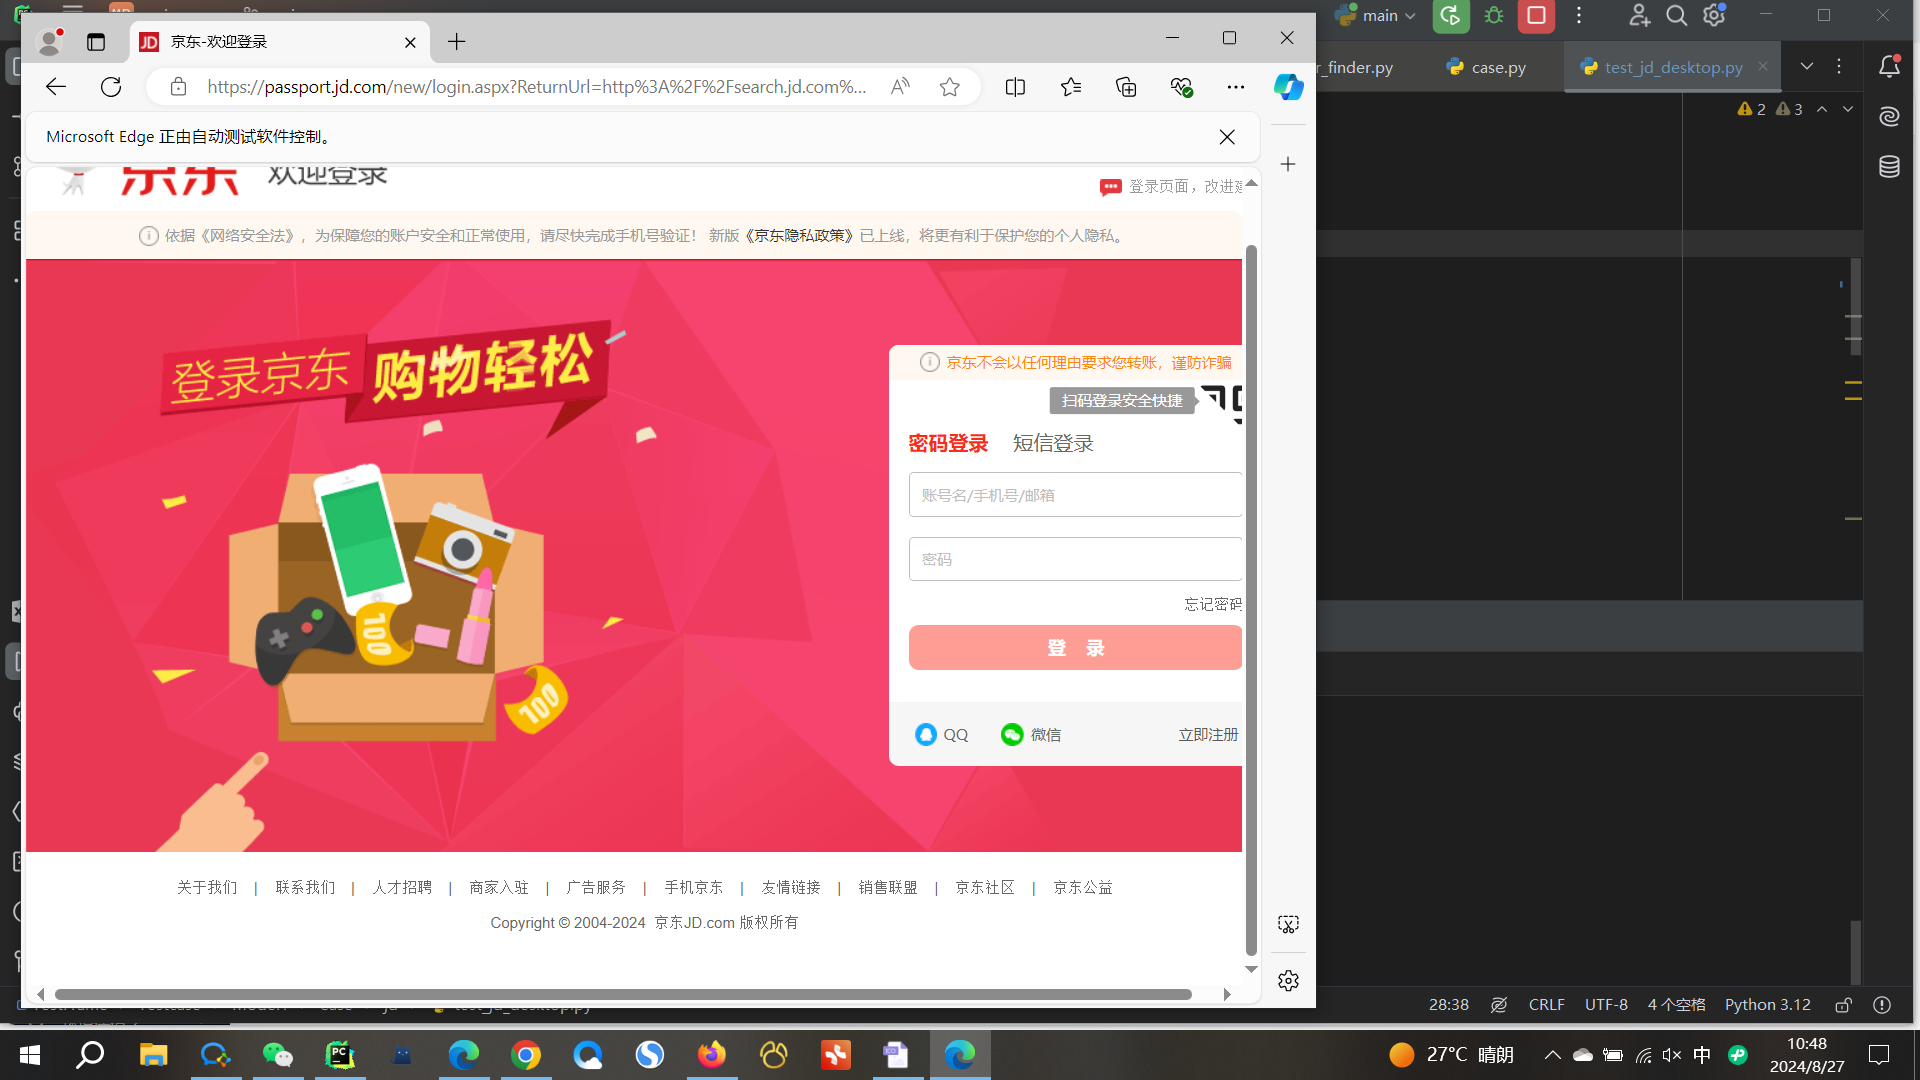 main
京东-欢迎登录
https://passport.jd.com/new/login.aspx?ReturnUrl=http%3A%2F%2Fsearch.jd.com%...
r_finder.py
case.py
test_jd_desktop.py
2
3
Microsoft Edge 正由自动测试软件控制。
京东
欢迎登录
登录页面，改进建
依据《网络安全法》，为保障您的账户安全和正常使用，请尽快完成手机号验证！ 新版《京东隐私政策》已上线，将更有利于保护您的个人隐私。
登录京东 购物轻松
京东不会以任何理由要求您转账，谨防诈骗
扫码登录安全快捷
密码登录
短信登录
账号名/手机号/邮箱
密码
忘记密码
登 录
QQ
微信
立即注册
100
100
关于我们 | 联系我们 | 人才招聘 | 商家入驻 | 广告服务 | 手机京东 | 友情链接 | 销售联盟 | 京东社区 | 京东公益
Copyright © 2004-2024 京东JD.com 版权所有
28:38
CRLF
UTF-8
4 个空格
Python 3.12
27°C 晴朗
中
10:48
2024/8/27